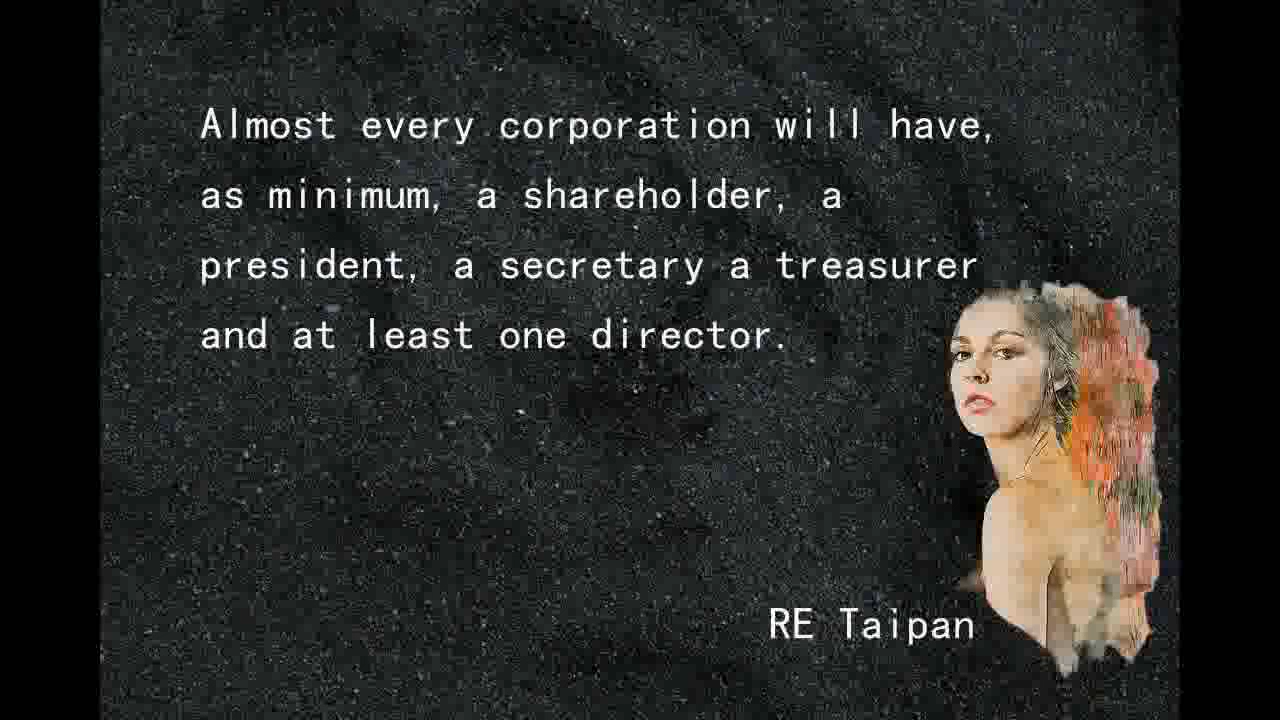 Almost every corporation will have,
as minimum, a shareholder, a
president, a secretary a treasurer
and at least one director.
RE Taipan